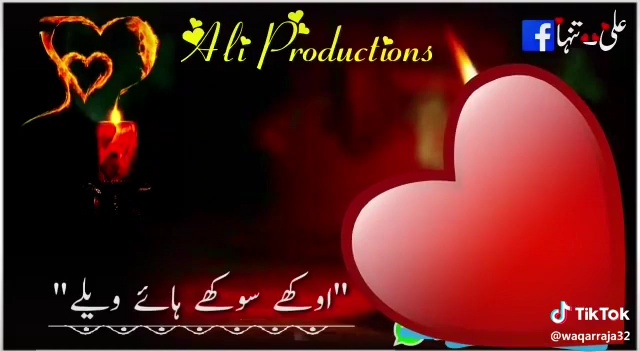 Ali Productions
علی۔۔تنہا
"اوکھے سوکھے ہائے ویلے"
TikTok
@waqarraja32